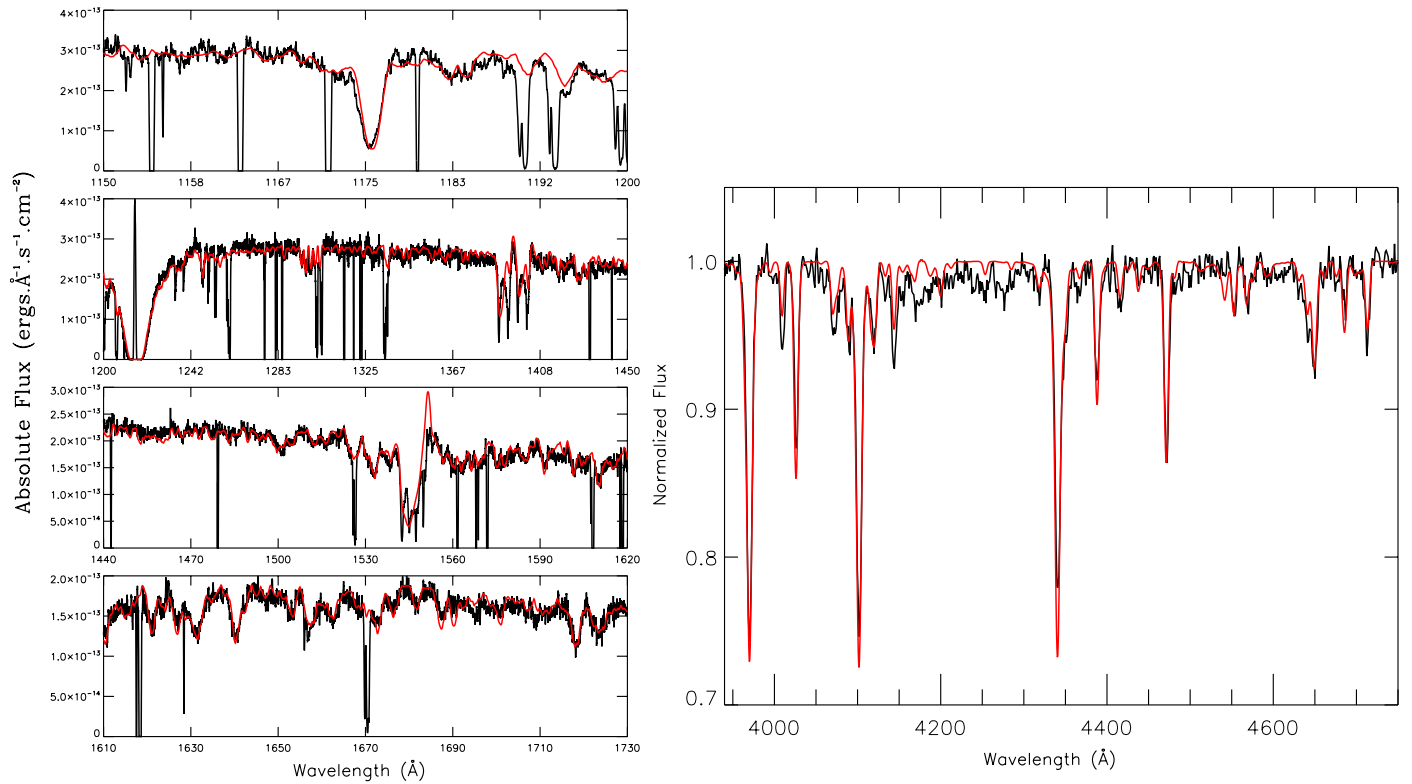 Absolute Flux (ergs.Å⁻¹.s⁻¹.cm⁻²)
4×10⁻¹³
3×10⁻¹³
2×10⁻¹³
1×10⁻¹³
0
1150 1158 1167 1175 1183 1192 1200
4×10⁻¹³
3×10⁻¹³
2×10⁻¹³
1×10⁻¹³
0
1200 1242 1283 1325 1367 1408 1450
3.0×10⁻¹³
2.5×10⁻¹³
2.0×10⁻¹³
1.5×10⁻¹³
1.0×10⁻¹³
5.0×10⁻¹⁴
0
1440 1470 1500 1530 1560 1590 1620
2.0×10⁻¹³
1.5×10⁻¹³
1.0×10⁻¹³
5.0×10⁻¹⁴
0
1610 1630 1650 1670 1690 1710 1730
Wavelength (Å)
Normalized Flux
1.0
0.9
0.8
0.7
4000 4200 4400 4600
Wavelength (Å)